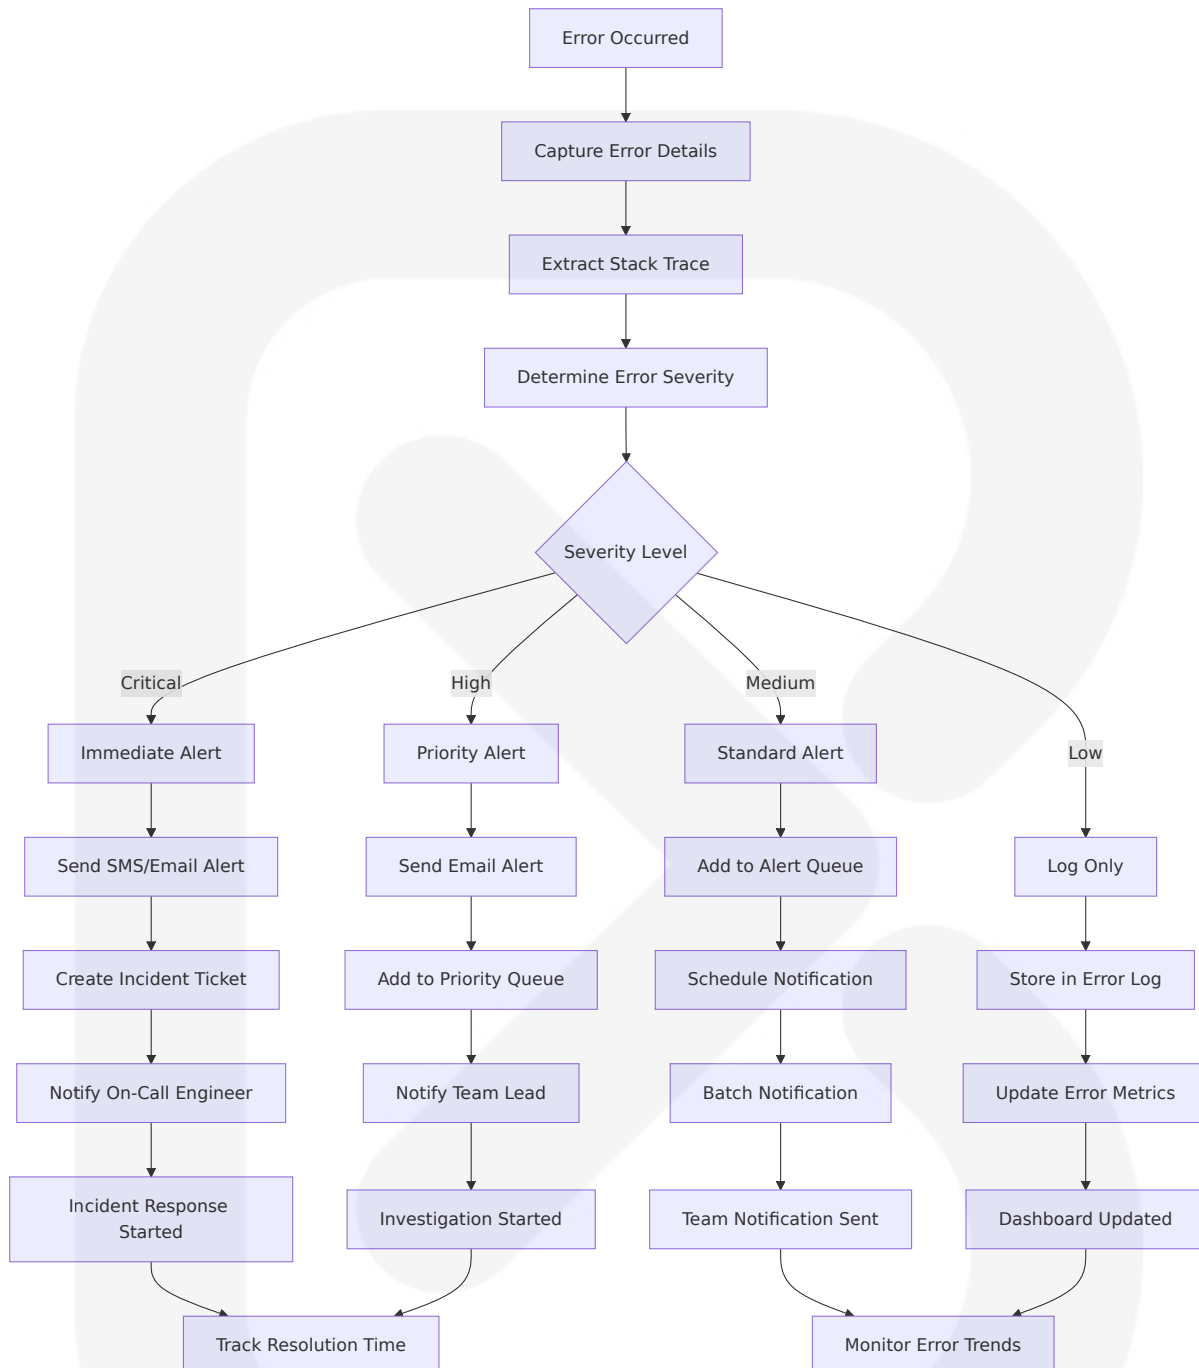 Error Occurred
Capture Error Details
Extract Stack Trace
Determine Error Severity
Severity Level
Critical
High
Medium
Low
Immediate Alert
Priority Alert
Standard Alert
Send SMS/Email Alert
Send Email Alert
Add to Alert Queue
Log Only
Create Incident Ticket
Add to Priority Queue
Schedule Notification
Store in Error Log
Notify On-Call Engineer
Notify Team Lead
Batch Notification
Update Error Metrics
Incident Response
Started
Investigation Started
Team Notification Sent
Dashboard Updated
Track Resolution Time
Monitor Error Trends